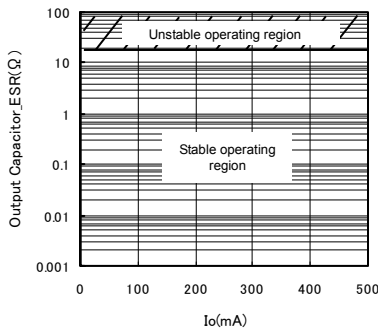 100
10
1
0.1
0.01
0.001
Output Capacitor_ESR(Ω)
Unstable operating region
Stable operating
region
0 100 200 300 400 500
Io(mA)